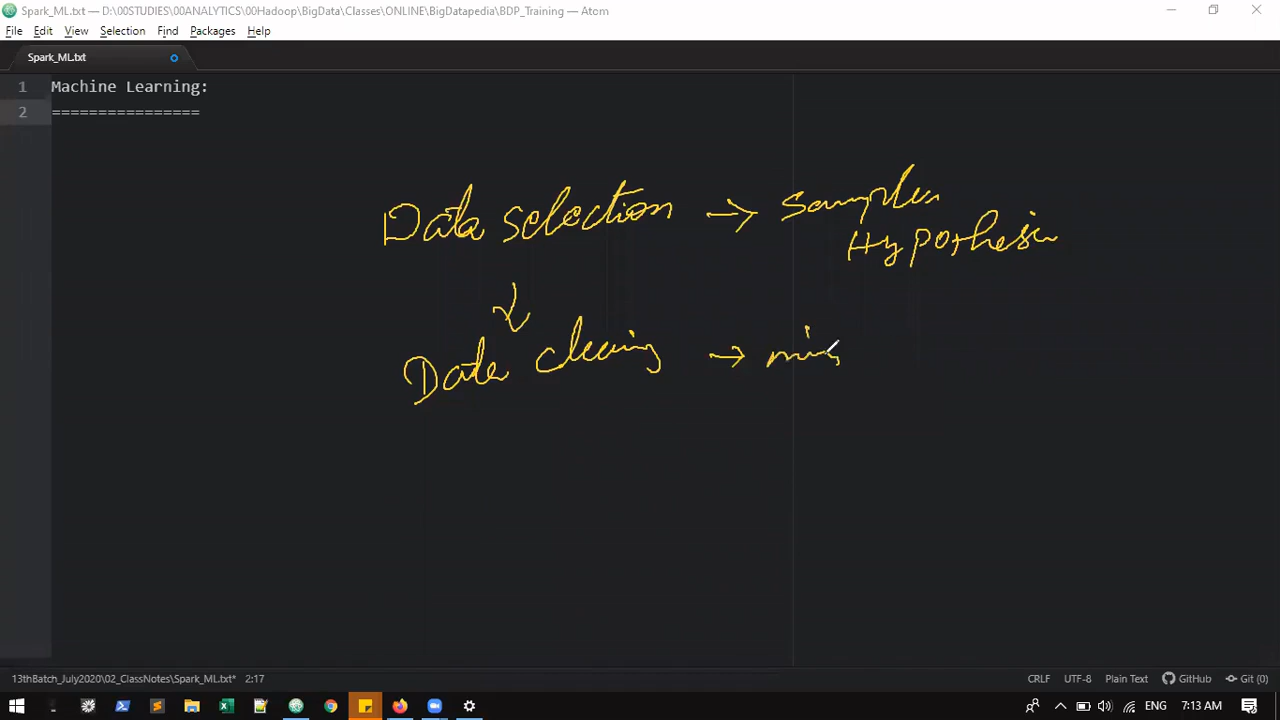 Spark_ML.txt — D:\00STUDIES\00ANALYTICS\00Hadoop\BigData\Classes\ONLINE\BigDatapedia\BDP_Training — Atom
File Edit View Selection Find Packages Help
Spark_ML.txt
1 Machine Learning:
2 ================
Data selection → Samples
Hypothesis
Data cleaning →
13thBatch_July2020\02_ClassNotes\Spark_ML.txt* 2:17 CRLF UTF-8 Plain Text GitHub Git (0)
ENG 7:13 AM